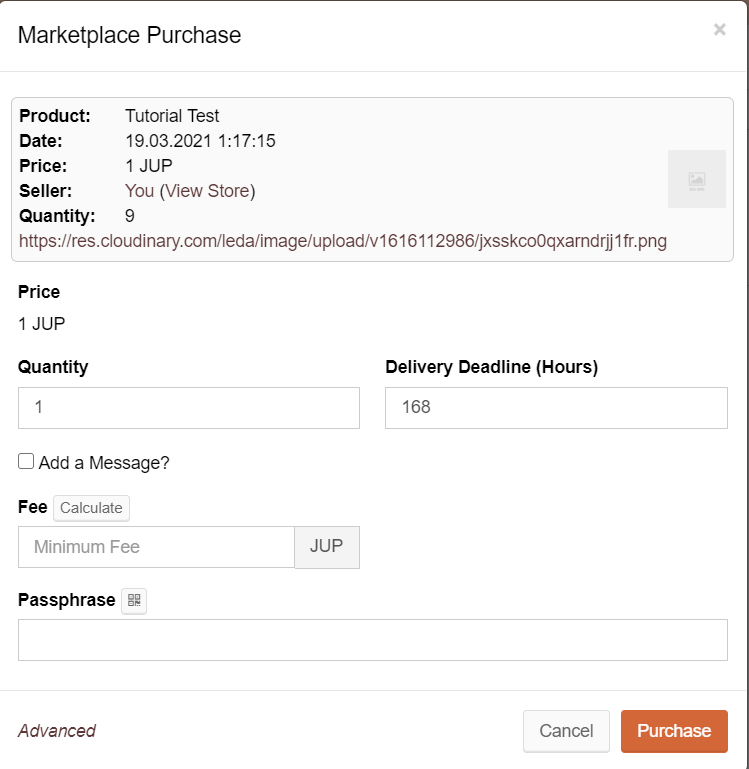 Marketplace Purchase
×
Product: Tutorial Test
Date: 19.03.2021 1:17:15
Price: 1 JUP
Seller: You (View Store)
Quantity: 9
https://res.cloudinary.com/leda/image/upload/v1616112986/jxsskco0qxarndrjj1fr.png
Price
1 JUP
Quantity Delivery Deadline (Hours)
1 168
Add a Message?
Fee Calculate
Minimum Fee JUP
Passphrase
Advanced Cancel Purchase